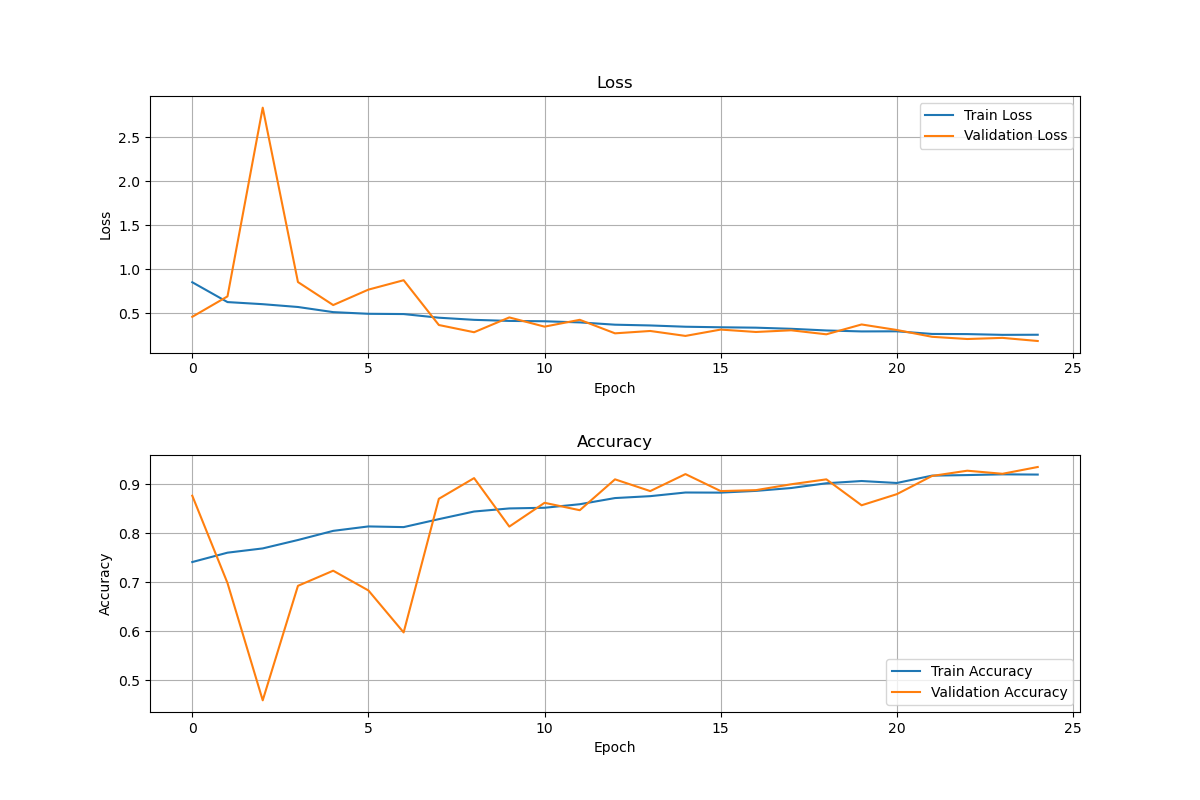 Loss
Train Loss
Validation Loss
2.5
2.0
1.5
1.0
0.5
Loss
0 5 10 15 20 25
Epoch
Accuracy
0.9
0.8
0.7
0.6
0.5
Accuracy
Train Accuracy
Validation Accuracy
0 5 10 15 20 25
Epoch